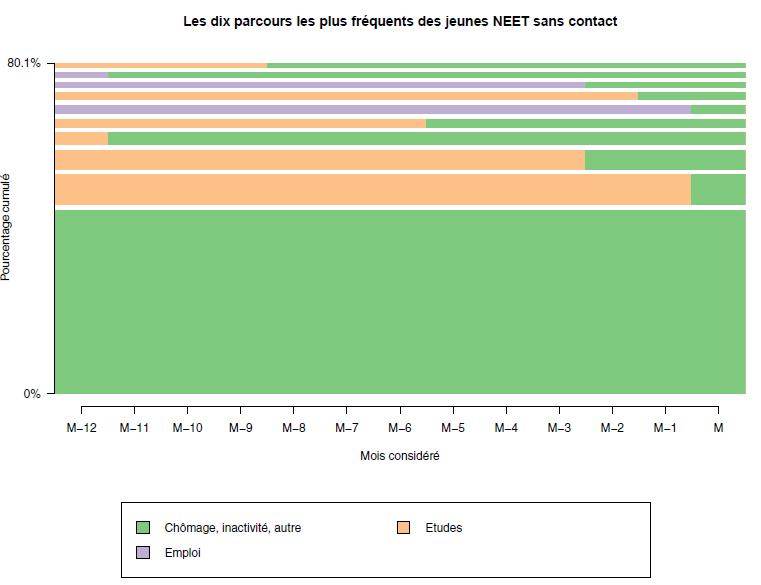 Les dix parcours les plus fréquents des jeunes NEET sans contact
80.1%
Pourcentage cumulé
0%
M−12 M−11 M−10 M−9 M−8 M−7 M−6 M−5 M−4 M−3 M−2 M−1 M
Mois considéré
Chômage, inactivité, autre Etudes
Emploi